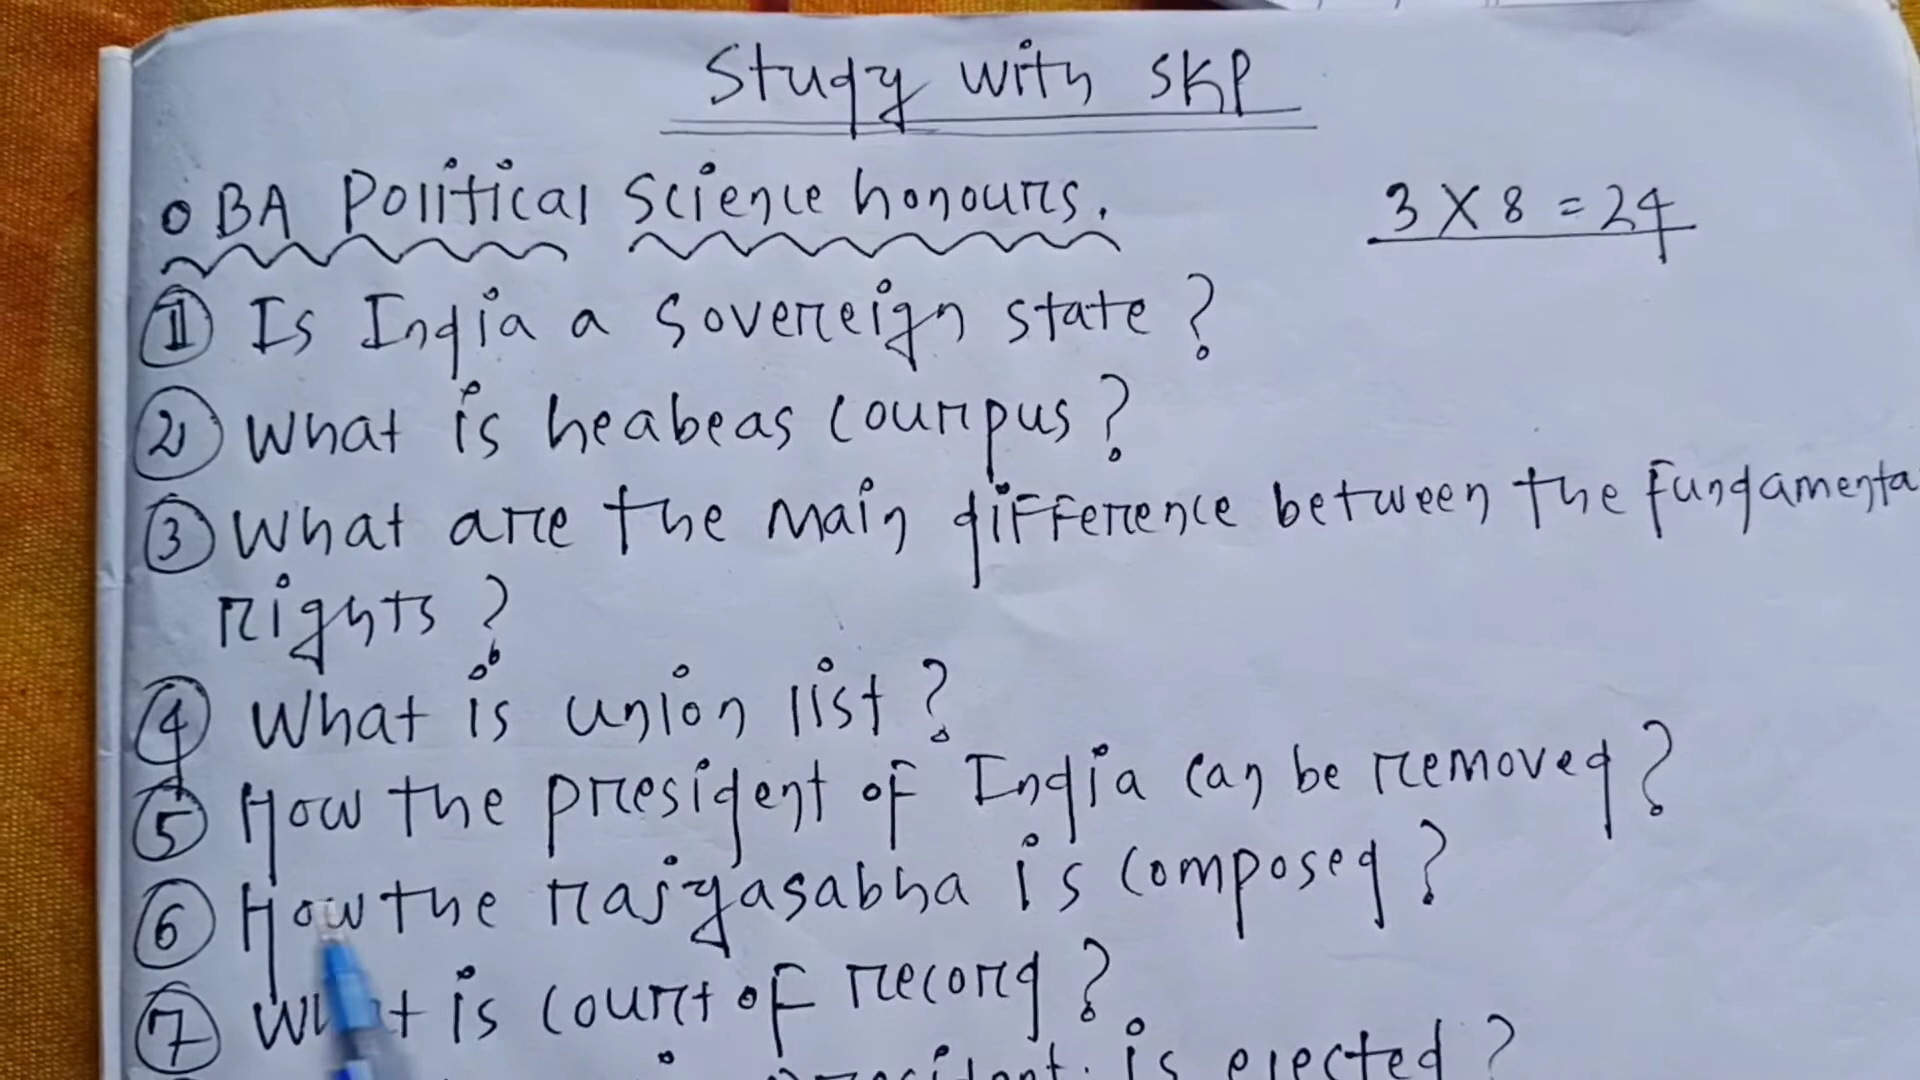 Study with SKP
BA Political Science honours.
3 X 8 = 24
① Is India a sovereign state?
② What is heabeas courpus?
③ What are the main difference between the fundamenta
rights?
④ What is union list?
⑤ How the president of India can be removed?
⑥ How the rajyasabha is composed?
⑦ What is court of record?
president is elected?